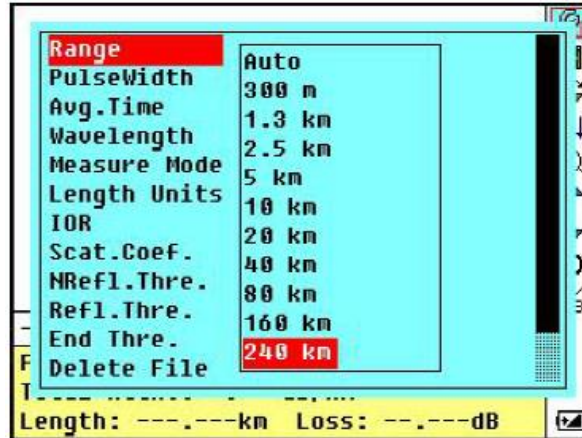 Range
PulseWidth
Avg.Time
Wavelength
Measure Mode
Length Units
IOR
Scat.Coef.
NRefl.Thre.
Refl.Thre.
End Thre.
Delete File
Auto
300 m
1.3 km
2.5 km
5 km
10 km
20 km
40 km
80 km
160 km
240 km
Length: ---.---km Loss: --.---dB